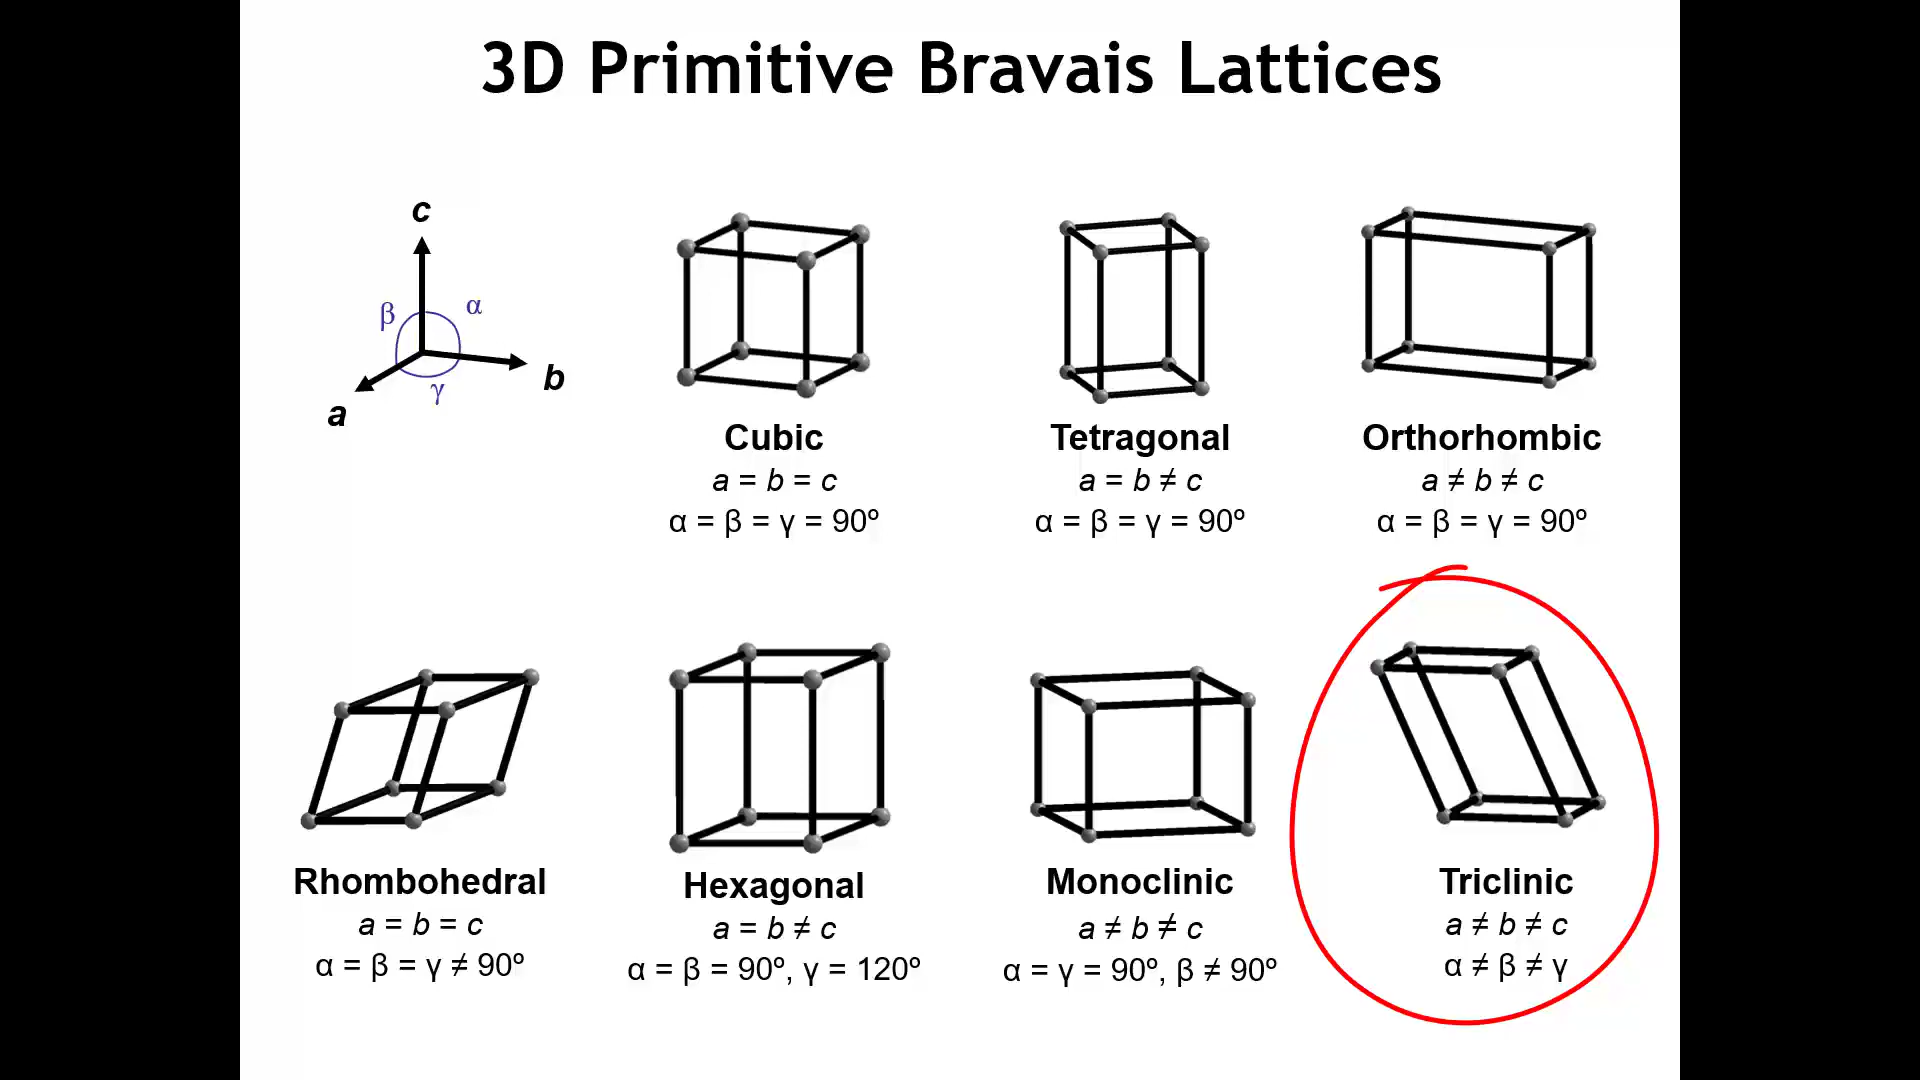 3D Primitive Bravais Lattices
c
β
α
γ
b
a
Cubic
a = b = c
α = β = γ = 90º
Tetragonal
a = b ≠ c
α = β = γ = 90º
Orthorhombic
a ≠ b ≠ c
α = β = γ = 90º
Rhombohedral
a = b = c
α = β = γ ≠ 90º
Hexagonal
a = b ≠ c
α = β = 90º, γ = 120º
Monoclinic
a ≠ b ≠ c
α = γ = 90º, β ≠ 90º
Triclinic
a ≠ b ≠ c
α ≠ β ≠ γ